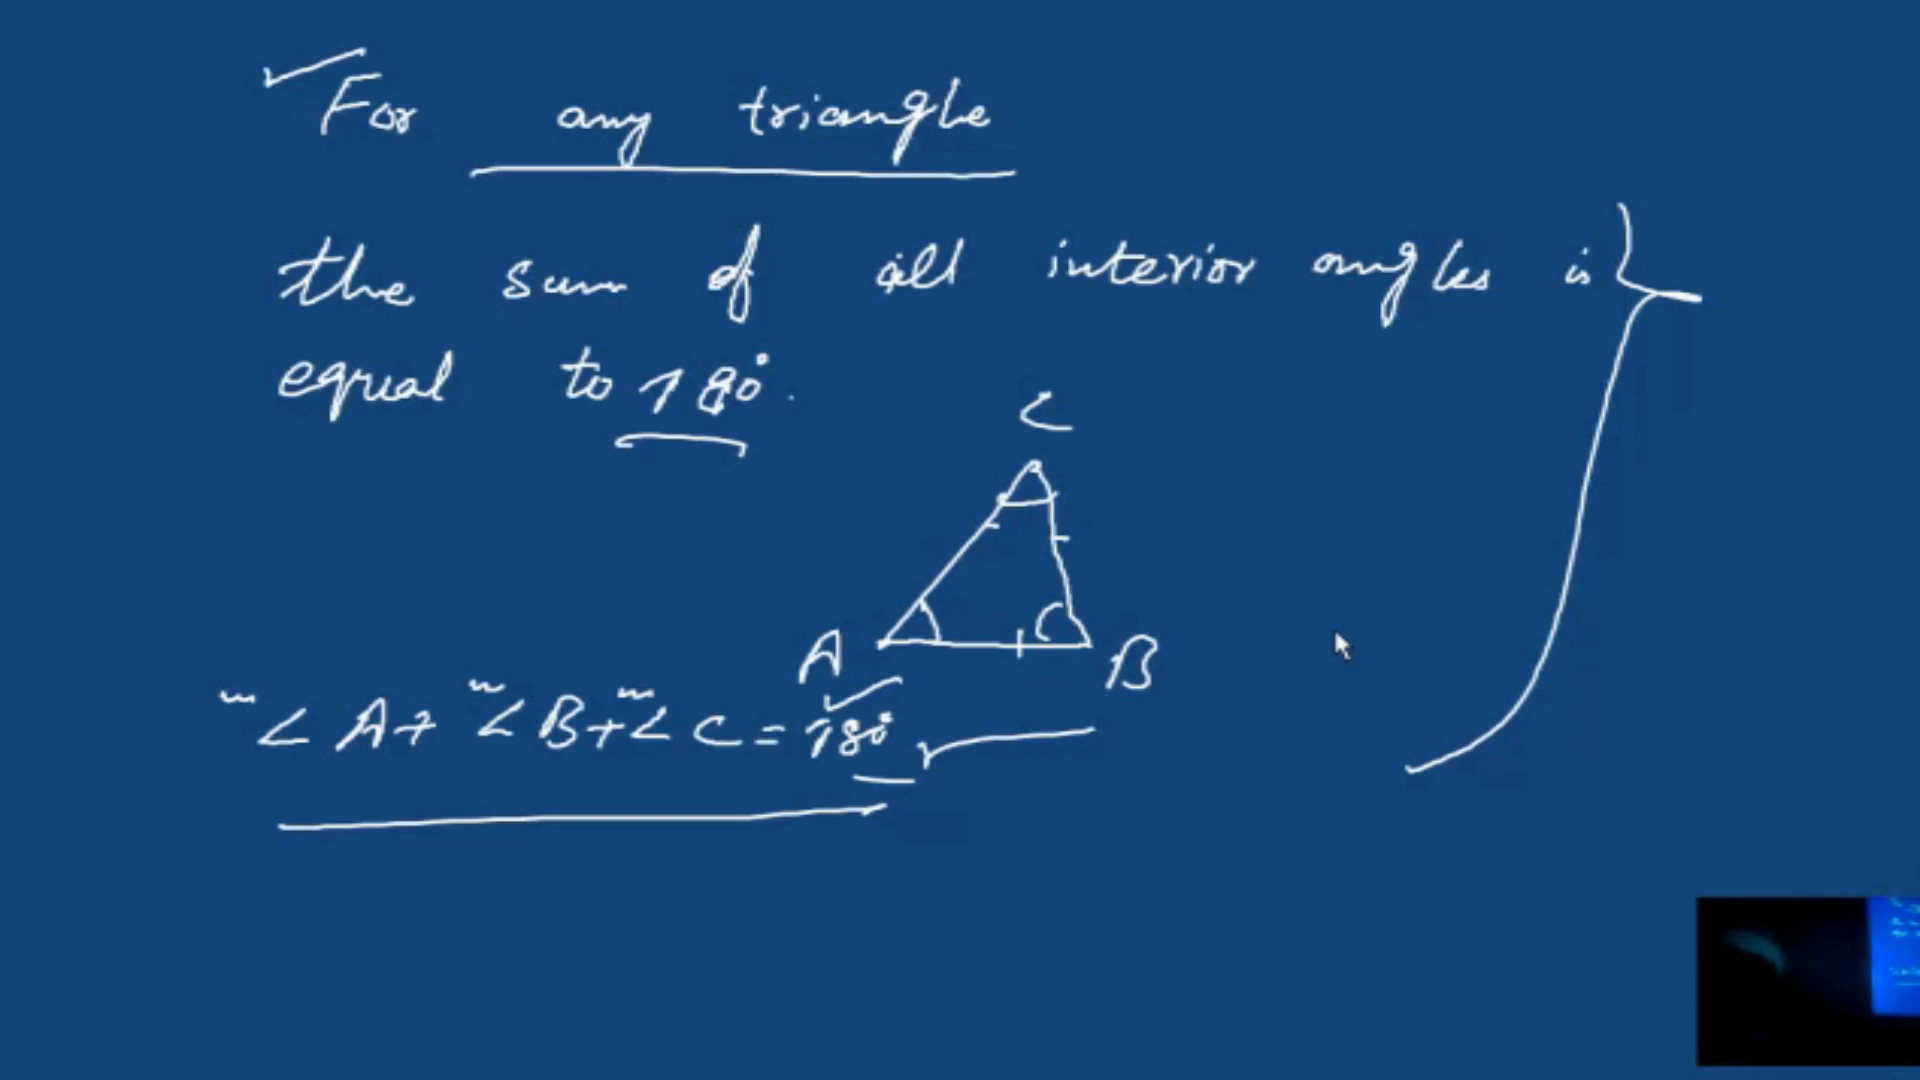 For any triangle
the sum of all interior angles is
equal to 180°.
C
A B
m∠A + m∠B + m∠C = 180°